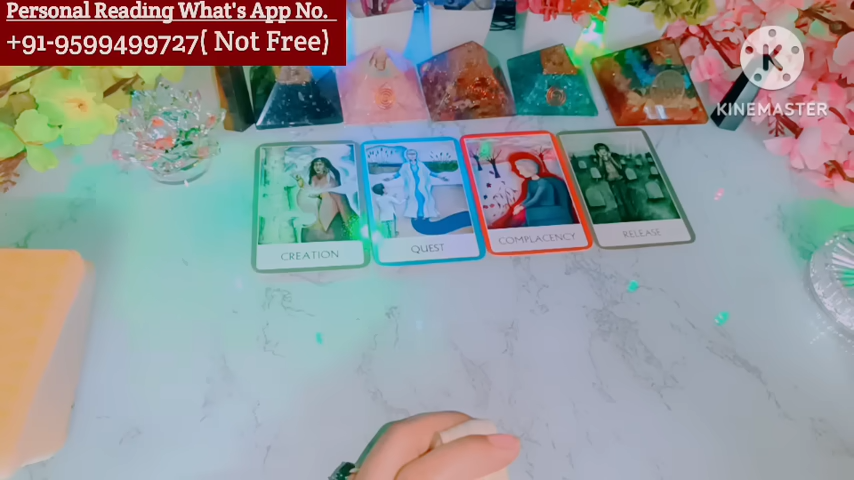 Personal Reading What's App No.
+91-9599499727( Not Free)
K
KINEMASTER
CREATION
QUEST
COMPLACENCY
RELEASE